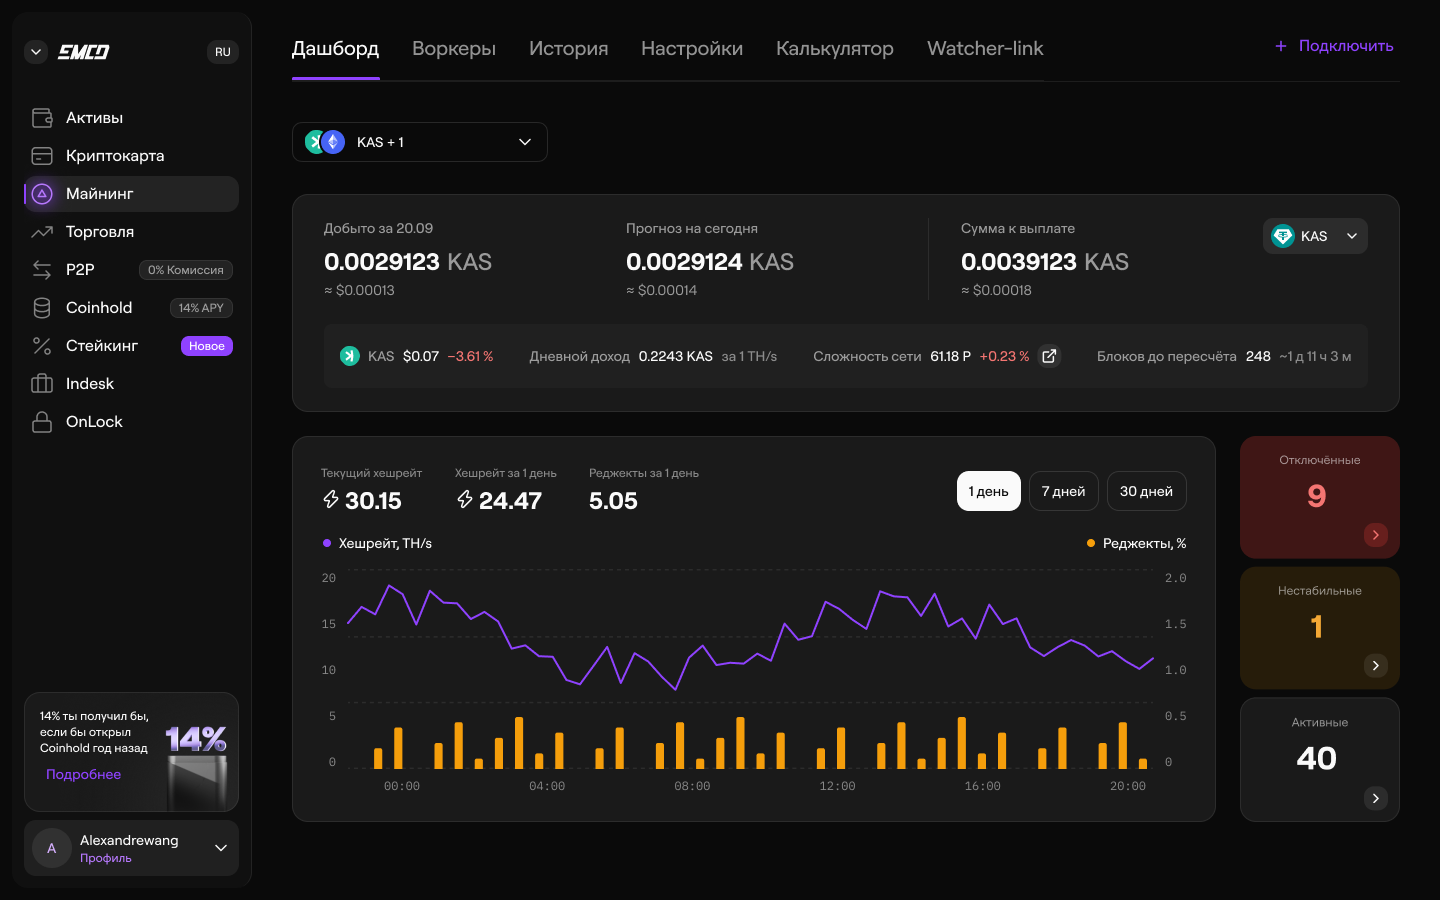 EMCD
RU
Активы
Криптокарта
Майнинг
Торговля
P2P
0% Комиссия
Coinhold
14% APY
Стейкинг
Новое
Indesk
OnLock
14% ты получил бы,
если бы открыл
Coinhold год назад
Подробнее
14%
A
Alexandrewang
Профиль
Дашборд Воркеры История Настройки Калькулятор Watcher-link
+ Подключить
KAS + 1
Добыто за 20.09
0.0029123 KAS
≈ $0.00013
Прогноз на сегодня
0.0029124 KAS
≈ $0.00014
Сумма к выплате
0.0039123 KAS
≈ $0.00018
KAS
KAS $0.07 −3.61 %
Дневной доход 0.2243 KAS за 1 TH/s
Сложность сети 61.18 P +0.23 %
Блоков до пересчёта 248 ~1 д 11 ч 3 м
Текущий хешрейт
30.15
Хешрейт за 1 день
24.47
Реджекты за 1 день
5.05
1 день
7 дней
30 дней
Хешрейт, TH/s
Реджекты, %
20
15
10
5
0
2.0
1.5
1.0
0.5
0
00:00 04:00 08:00 12:00 16:00 20:00
Отключённые
9
Нестабильные
1
Активные
40